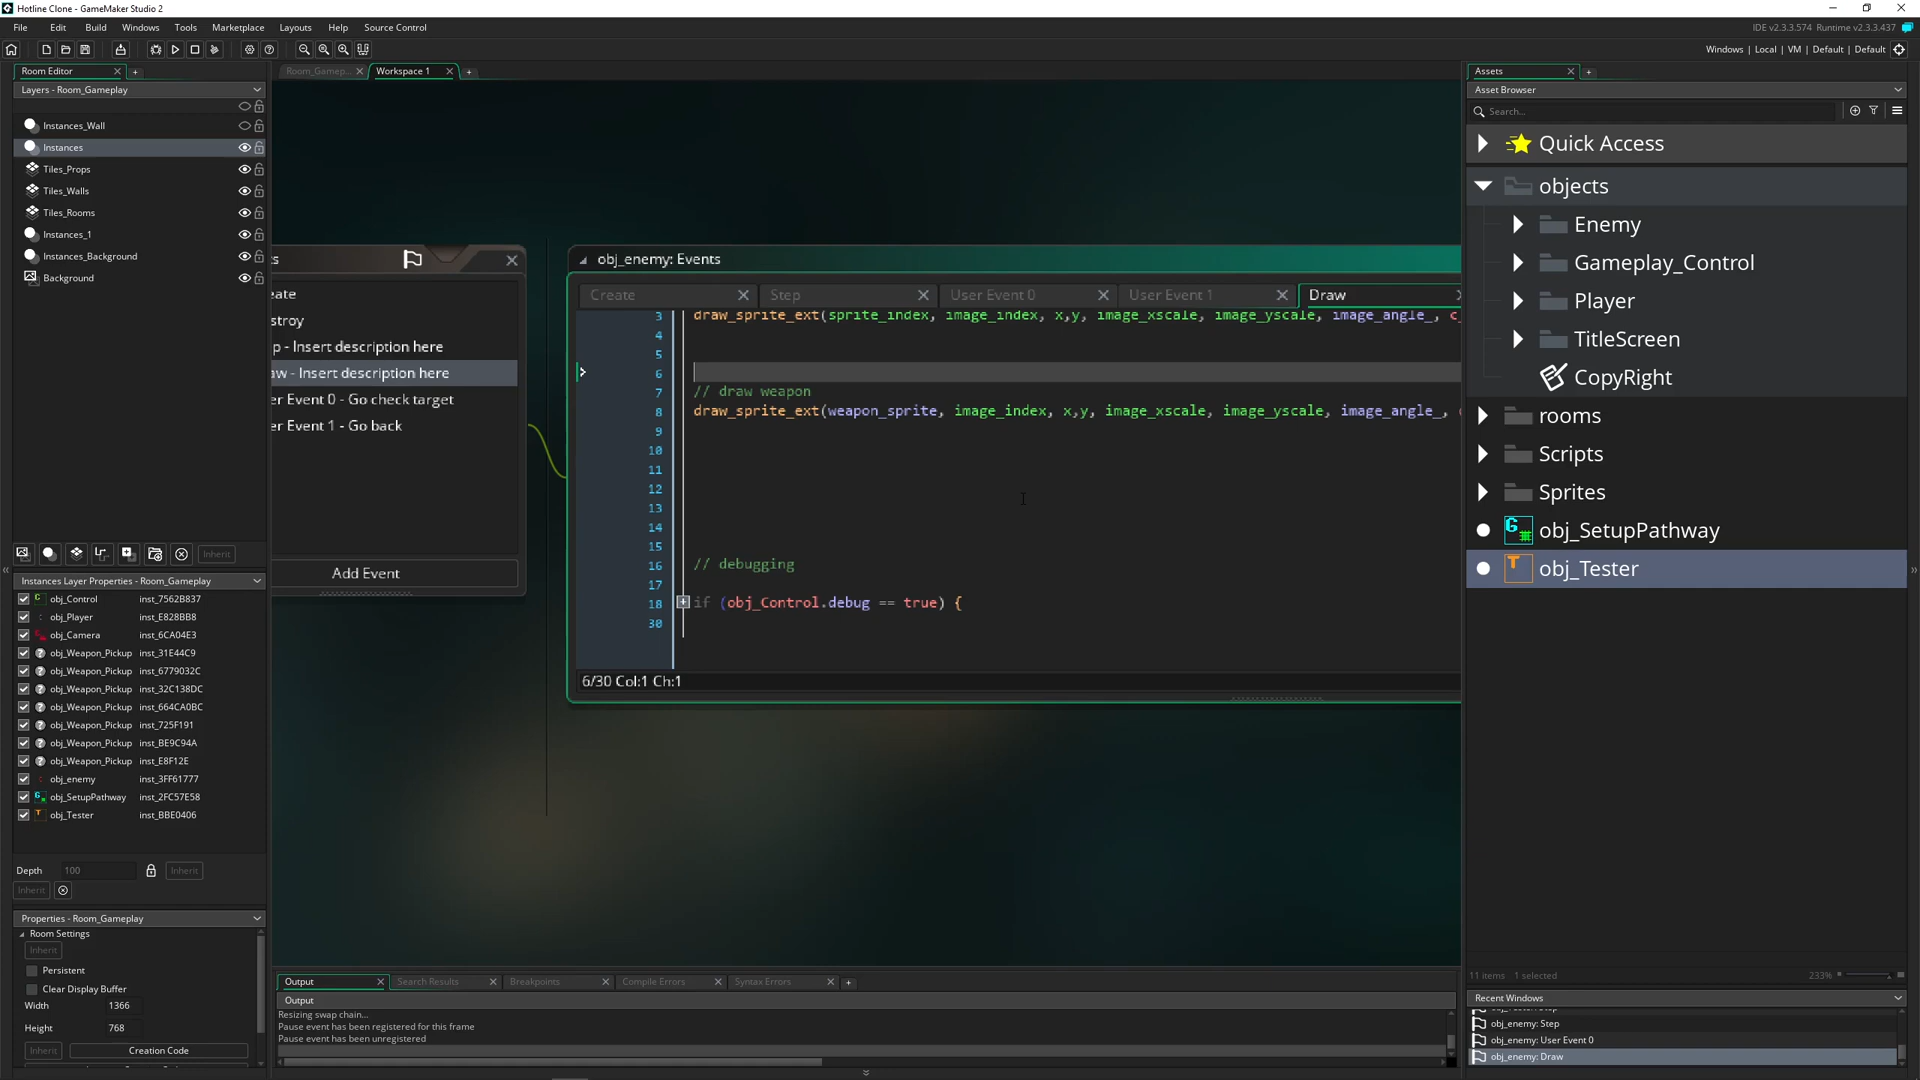 Hotline Clone - GameMaker Studio 2
File Edit Build Windows Tools Marketplace Layouts Help Source Control
IDE v2.3.3.574 Runtime v2.3.3.437
Windows | Local | VM | Default | Default
Room Editor
Layers - Room_Gameplay
Instances_Wall
Instances
Tiles_Props
Tiles_Walls
Tiles_Rooms
Instances_1
Instances_Background
Background
Inherit
Instances Layer Properties - Room_Gameplay
obj_Control inst_7562B837
obj_Player inst_E828BB8
obj_Camera inst_6CA04E3
obj_Weapon_Pickup inst_31E44C9
obj_Weapon_Pickup inst_6779032C
obj_Weapon_Pickup inst_32C138DC
obj_Weapon_Pickup inst_664CA0BC
obj_Weapon_Pickup inst_725F191
obj_Weapon_Pickup inst_BE9C94A
obj_Weapon_Pickup inst_E8F12E
obj_enemy inst_3FF61777
obj_SetupPathway inst_2FC57E58
obj_Tester inst_BBE0406
Depth 100 Inherit
Inherit
Properties - Room_Gameplay
Room Settings
Inherit
Persistent
Clear Display Buffer
Width 1366
Height 768
Inherit Creation Code
Room_Gamep... Workspace 1
ts
eate
stroy
p - Insert description here
aw - Insert description here
er Event 0 - Go check target
er Event 1 - Go back
Add Event
obj_enemy: Events
Create Step User Event 0 User Event 1 Draw
3 draw_sprite_ext(sprite_index, image_index, x,y, image_xscale, image_yscale, image_angle_, c_
4
5
6
7 // draw weapon
8 draw_sprite_ext(weapon_sprite, image_index, x,y, image_xscale, image_yscale, image_angle_,
9
10
11
12
13
14
15
16 // debugging
17
18 if (obj_Control.debug == true) {
30
6/30 Col:1 Ch:1
Output Search Results Breakpoints Compile Errors Syntax Errors
Output
Resizing swap chain...
Pause event has been registered for this frame
Pause event has been unregistered
Assets
Asset Browser
Search...
Quick Access
objects
Enemy
Gameplay_Control
Player
TitleScreen
CopyRight
rooms
Scripts
Sprites
obj_SetupPathway
obj_Tester
11 items 1 selected 233%
Recent Windows
obj_enemy: Step
obj_enemy: User Event 0
obj_enemy: Draw